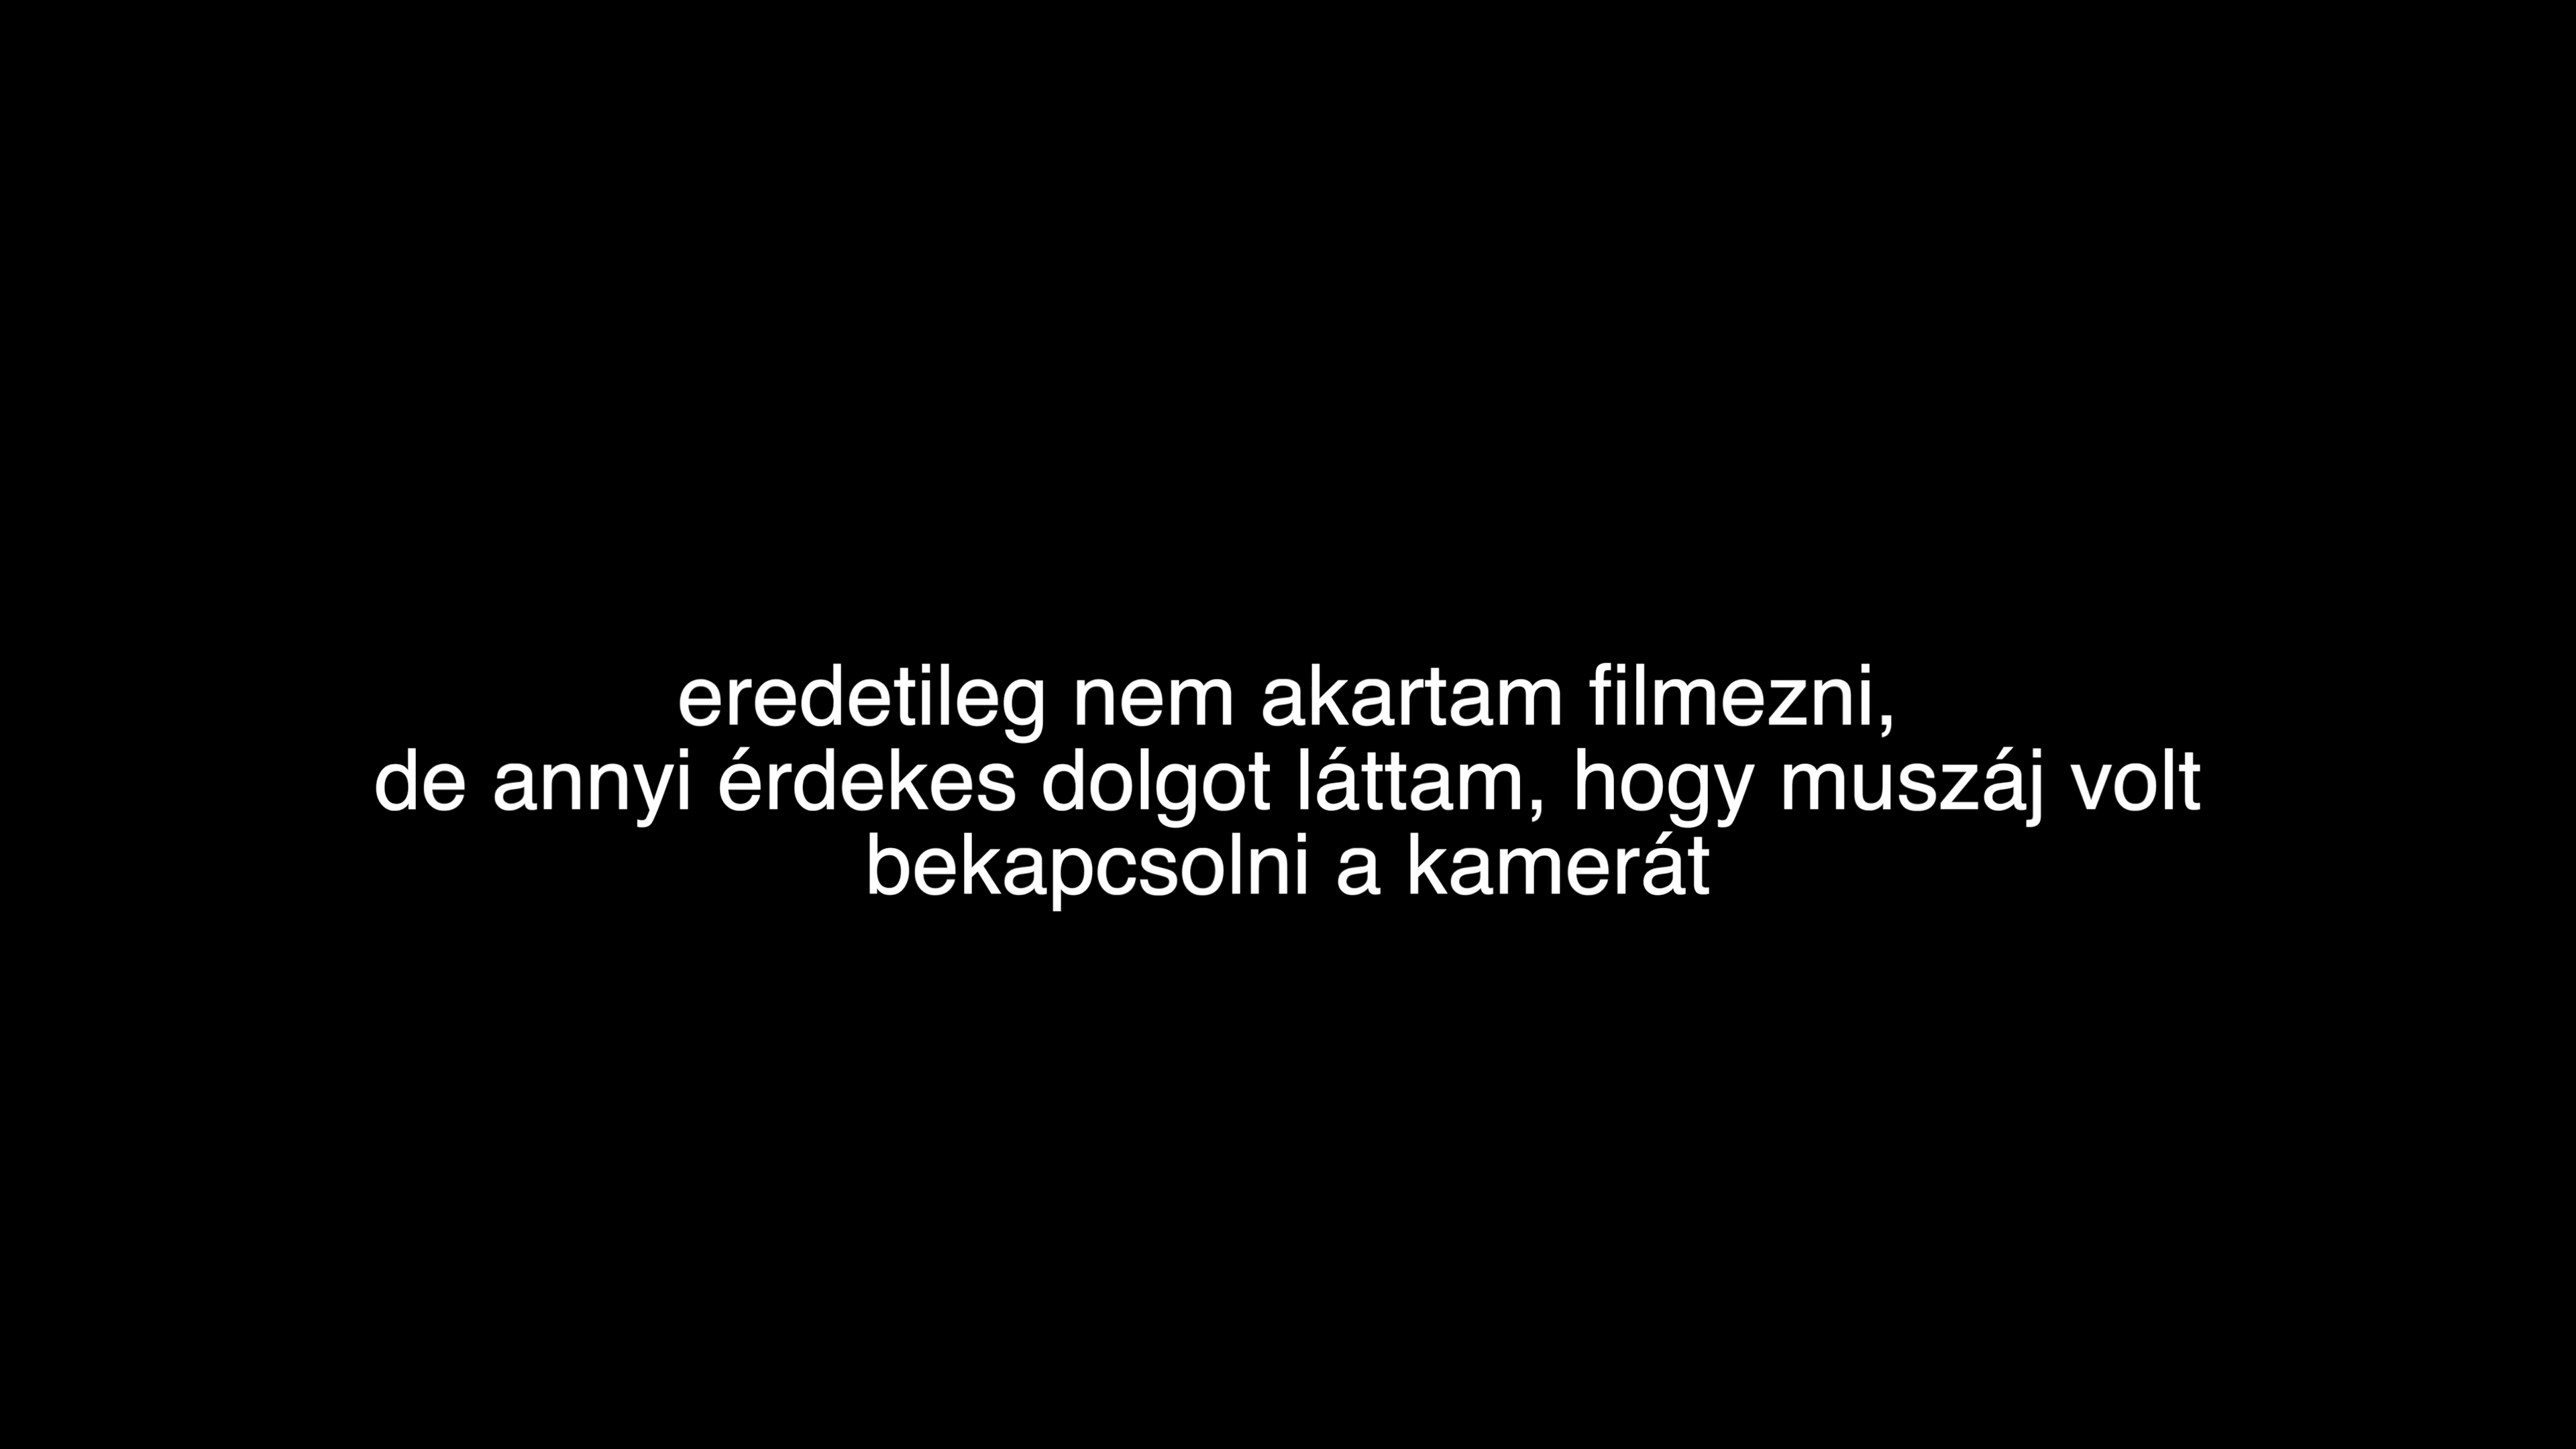 eredetileg nem akartam filmezni,
de annyi érdekes dolgot láttam, hogy muszáj volt
bekapcsolni a kamerát